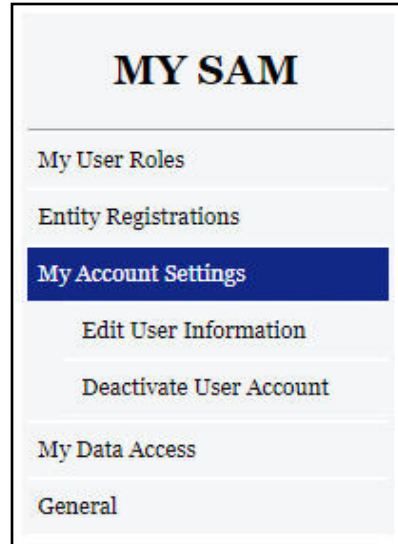 MY SAM
My User Roles
Entity Registrations
My Account Settings
Edit User Information
Deactivate User Account
My Data Access
General